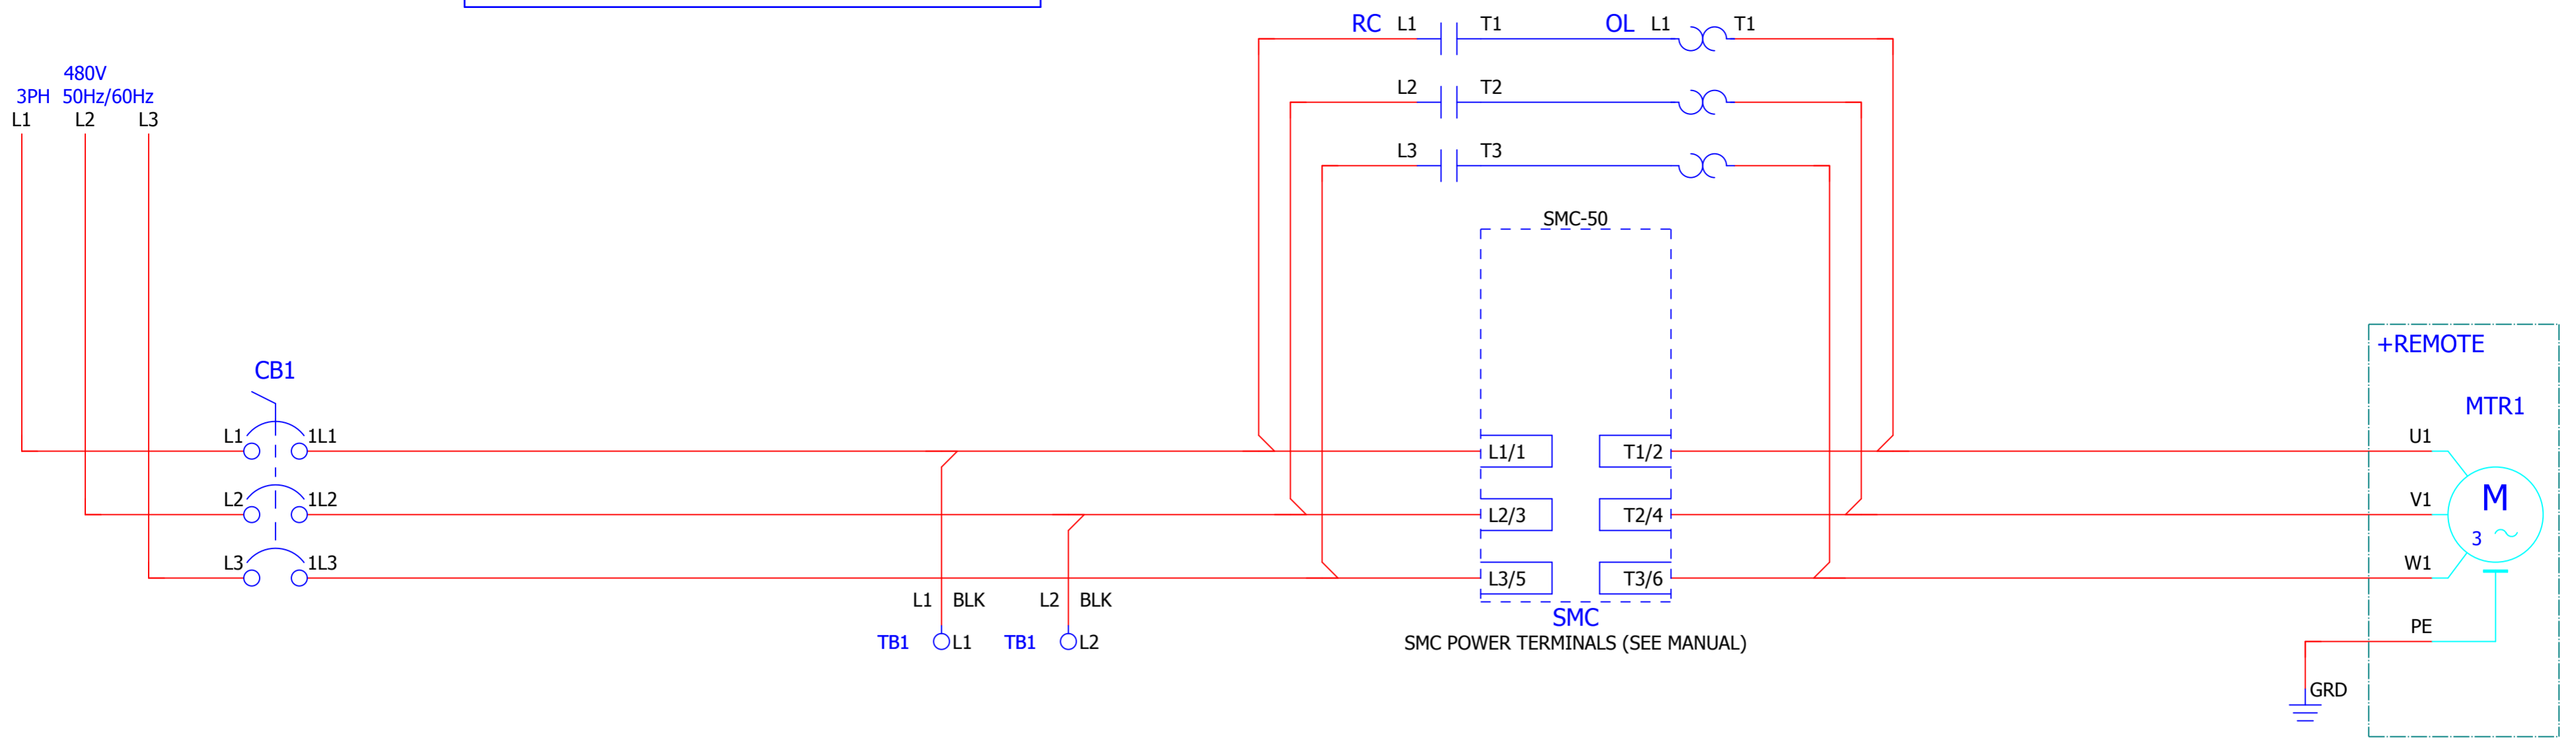 RC L1 T1 OL L1 T1
480V
3PH 50Hz/60Hz
L1 L2 L3
L2 T2
L3 T3
SMC-50
+REMOTE
CB1
MTR1
L1 1L1 L1/1 T1/2 U1
L2 1L2 L2/3 T2/4 V1
M
3
L3 1L3 L3/5 T3/6 W1
L1 BLK L2 BLK
SMC
TB1 L1 TB1 L2 SMC POWER TERMINALS (SEE MANUAL)
PE
GRD